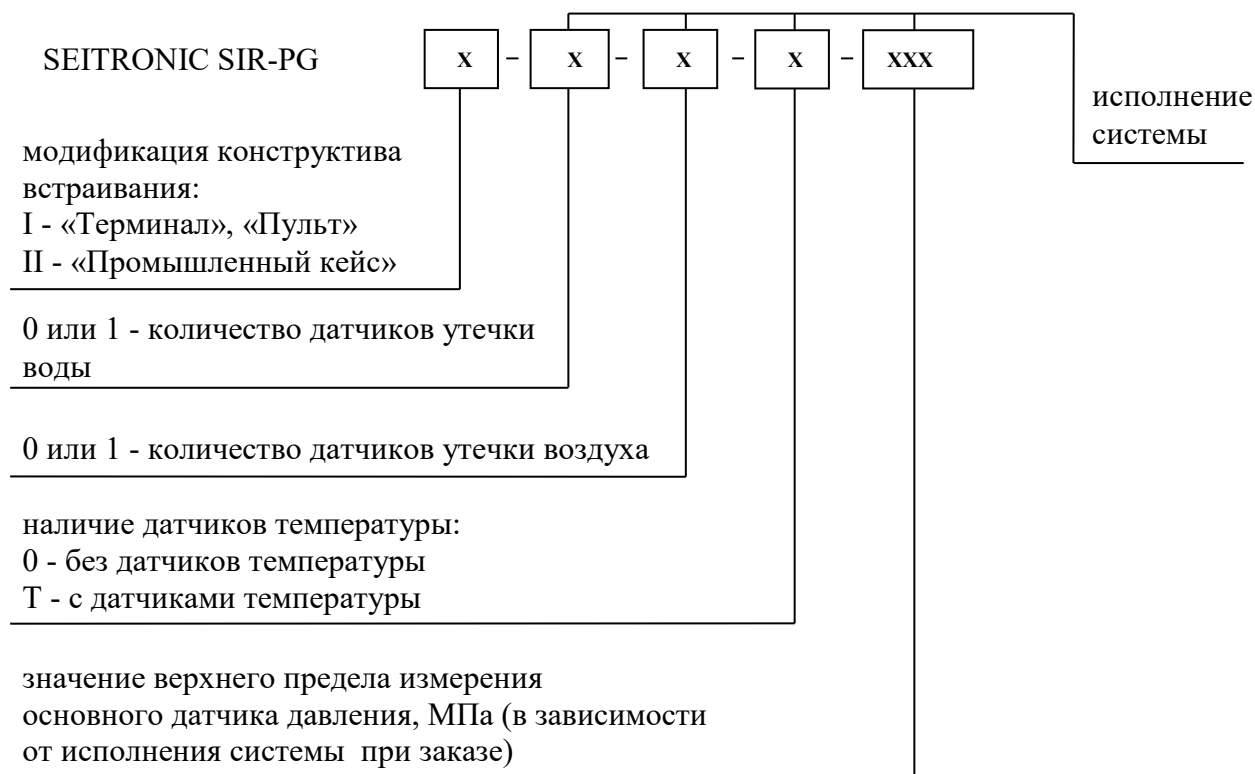 SEITRONIC SIR-PG x - x - x - x - xxx
исполнение
системы
модификация конструктива
встраивания:
I - «Терминал», «Пульт»
II - «Промышленный кейс»
0 или 1 - количество датчиков утечки
воды
0 или 1 - количество датчиков утечки воздуха
наличие датчиков температуры:
0 - без датчиков температуры
Т - с датчиками температуры
значение верхнего предела измерения
основного датчика давления, МПа (в зависимости
от исполнения системы при заказе)